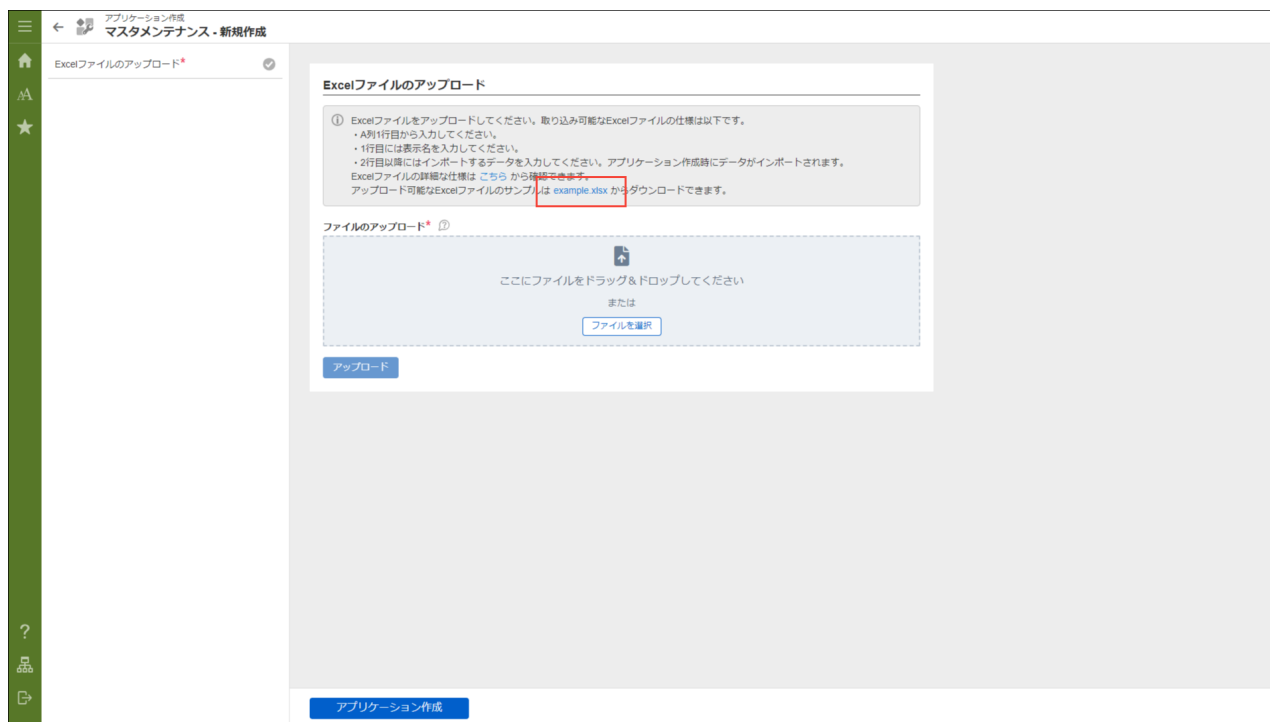 アプリケーション作成
マスタメンテナンス - 新規作成
Excelファイルのアップロード*
Excelファイルのアップロード
Excelファイルをアップロードしてください。取り込み可能なExcelファイルの仕様は以下です。
・A列1行目から入力してください。
・1行目には表示名を入力してください。
・2行目以降にはインポートするデータを入力してください。アプリケーション作成時にデータがインポートされます。
Excelファイルの詳細な仕様は こちら から確認できます。
アップロード可能なExcelファイルのサンプルは example.xlsx からダウンロードできます。
ファイルのアップロード*
ここにファイルをドラッグ＆ドロップしてください
または
ファイルを選択
アップロード
アプリケーション作成